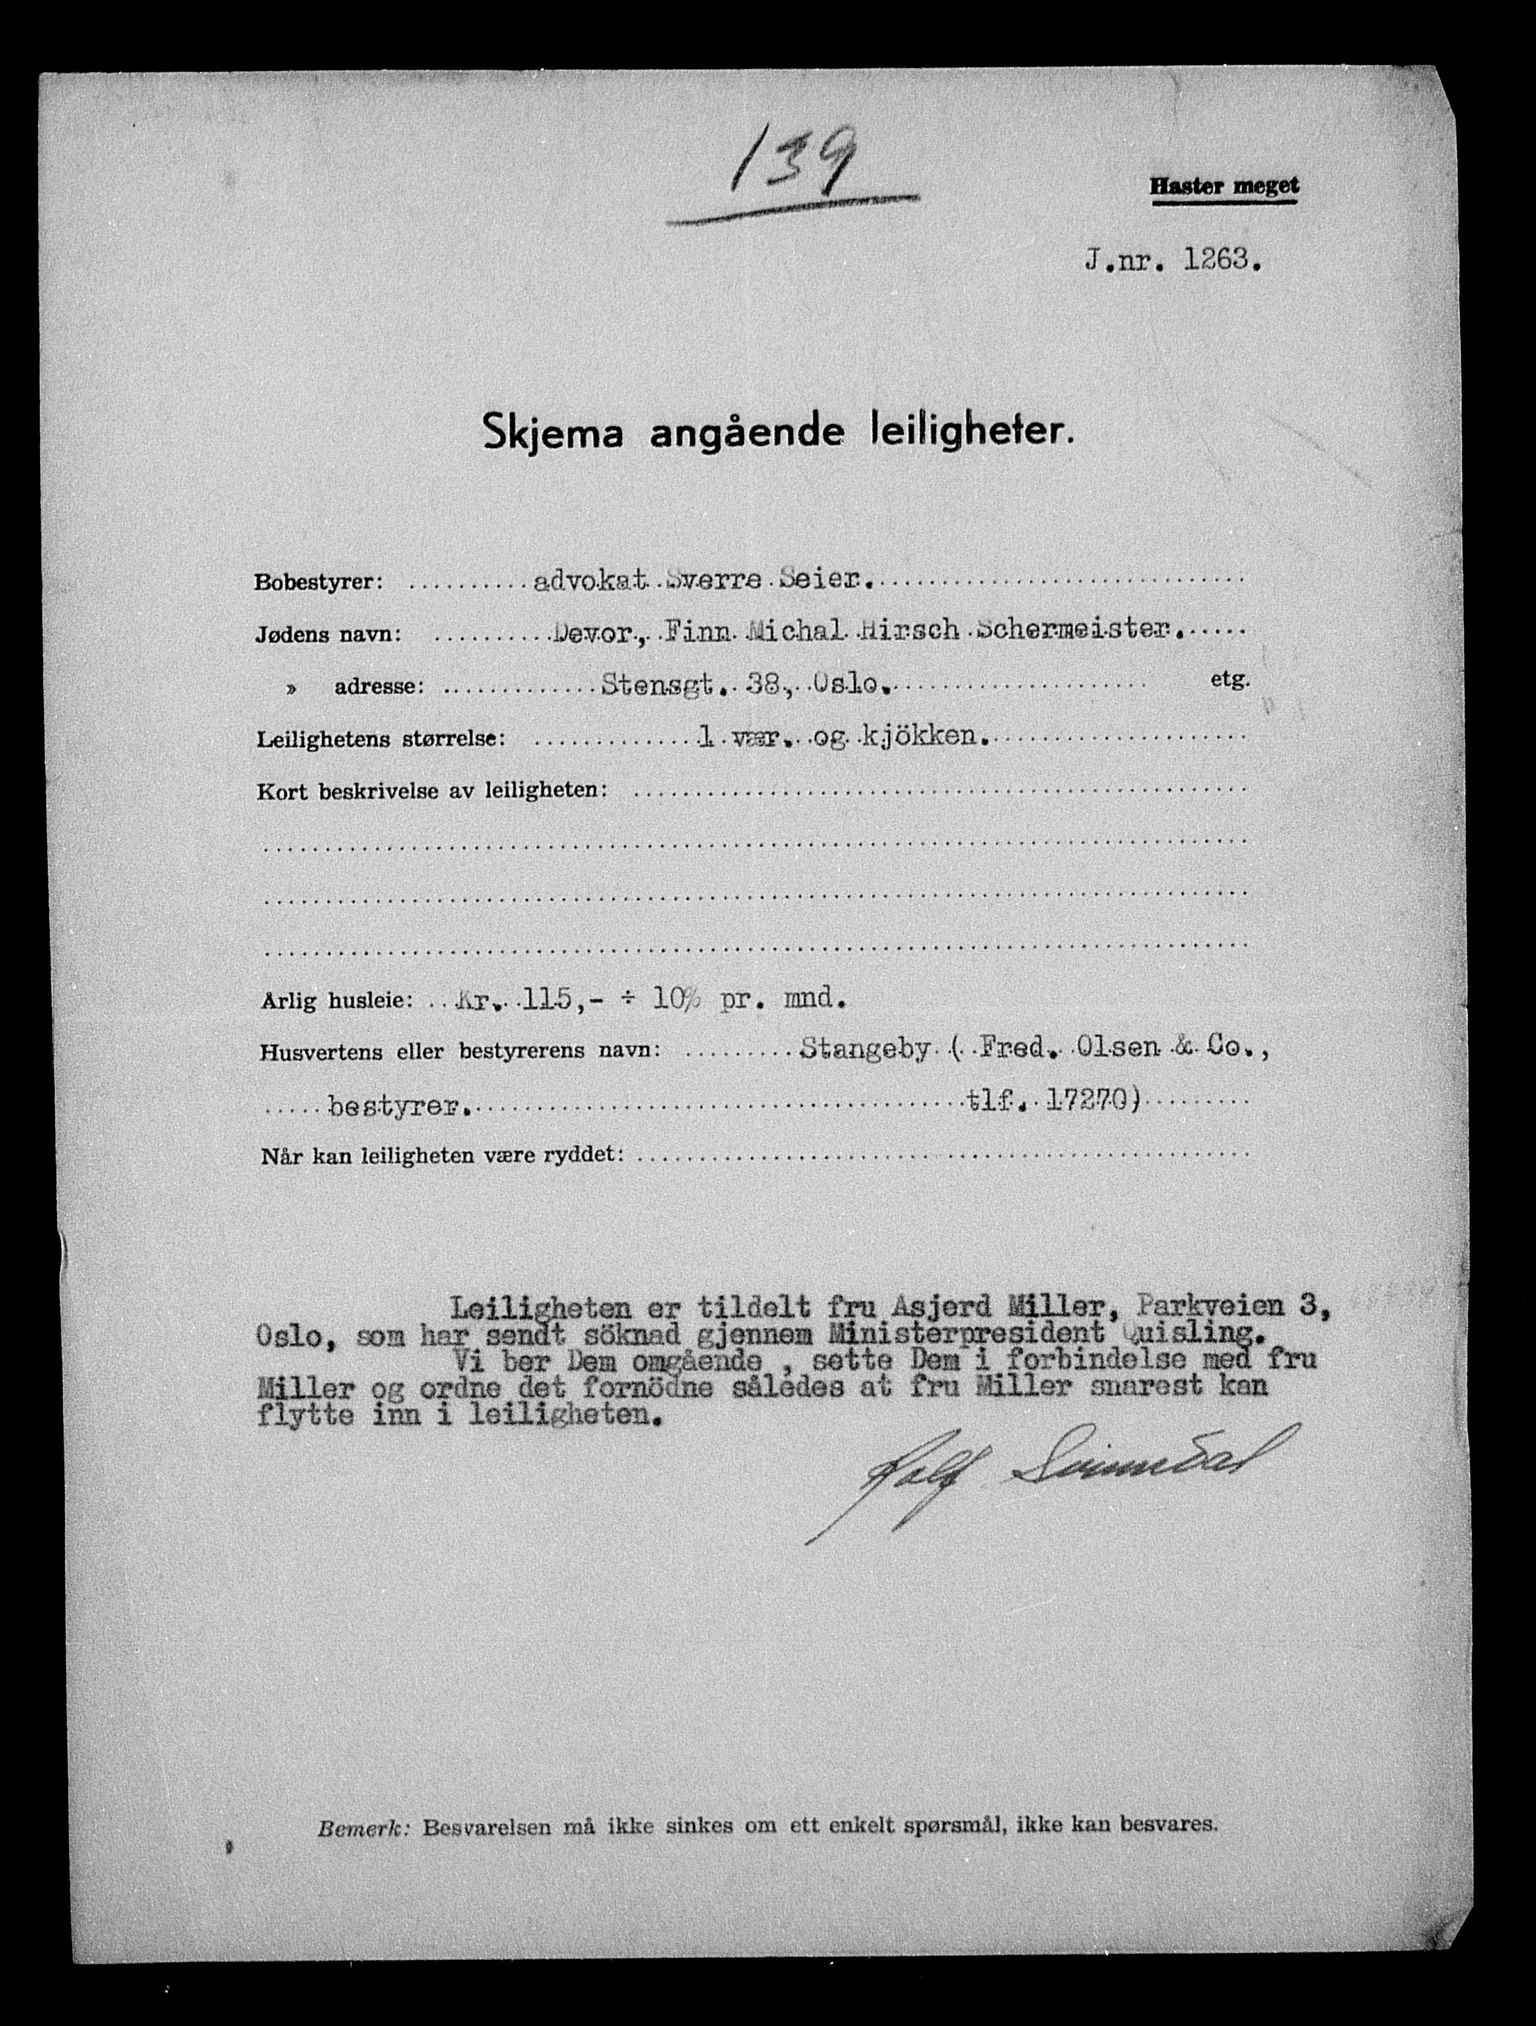 139
Haster meget
J.nr. 1263.
Skjema angående leiligheter.
Bobestyrer: advokat Sverre Seier.
Jødens navn: Devor, Finn Michal Hirsch Schermeister.
» adresse: Stensgt. 38, Oslo. etg.
Leilighetens størrelse: 1 vær. og kjökken.
Kort beskrivelse av leiligheten:
Årlig husleie: Kr. 115,- ÷ 10% pr. mnd.
Husvertens eller bestyrerens navn: Stangeby ( Fred. Olsen & Co.,
bestyrer. tlf. 17270)
Når kan leiligheten være ryddet:
Leiligheten er tildelt fru Asjerd Miller, Parkveien 3,
Oslo, som har sendt söknad gjennem Ministerpresident Quisling.
Vi ber Dem omgående , sette Dem i forbindelse med fru
Miller og ordne det fornödne således at fru Miller snarest kan
flytte inn i leiligheten.
Rolf
Bemerk: Besvarelsen må ikke sinkes om ett enkelt spørsmål, ikke kan besvares.